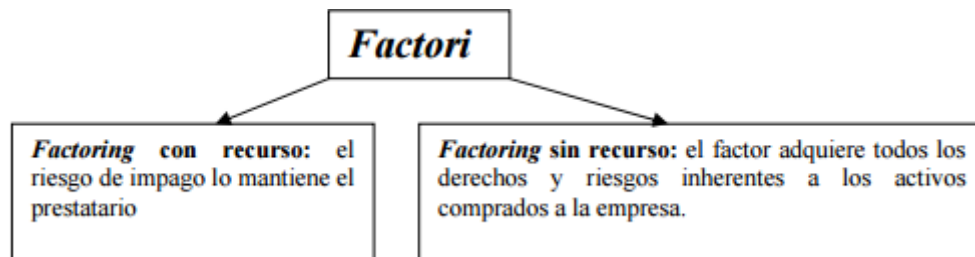 Factori
Factoring con recurso: el
riesgo de impago lo mantiene el
prestatario
Factoring sin recurso: el factor adquiere todos los
derechos y riesgos inherentes a los activos
comprados a la empresa.